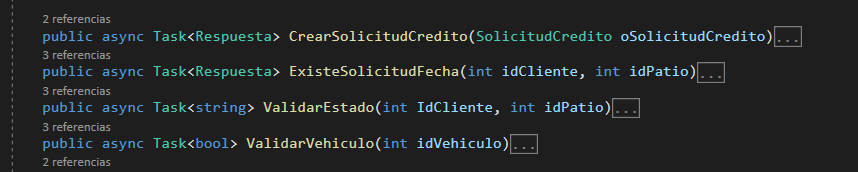 2 referencias
public async Task<Respuesta> CrearSolicitudCredito(SolicitudCredito oSolicitudCredito)...
3 referencias
public async Task<Respuesta> ExisteSolicitudFecha(int idCliente, int idPatio)...
3 referencias
public async Task<string> ValidarEstado(int IdCliente, int idPatio)...
3 referencias
public async Task<bool> ValidarVehiculo(int idVehiculo)...
2 referencias